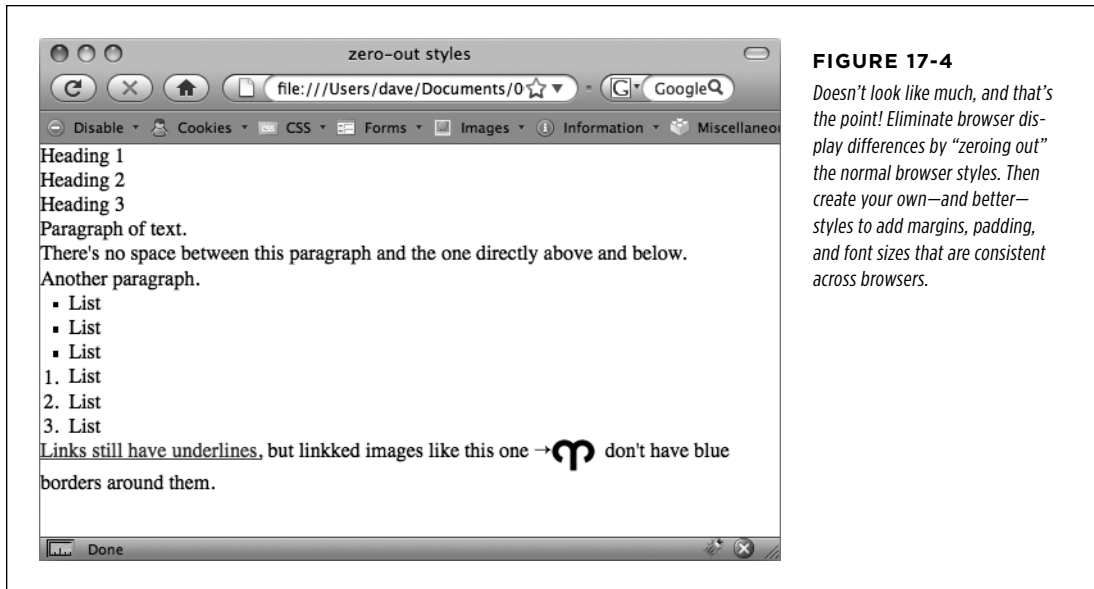 zero-out styles
file:///Users/dave/Documents/0
G
Google
Disable Cookies CSS Forms Images Information Miscellaneou
Heading 1
Heading 2
Heading 3
Paragraph of text.
There's no space between this paragraph and the one directly above and below.
Another paragraph.
▪ List
▪ List
▪ List
1. List
2. List
3. List
Links still have underlines, but linkked images like this one → don't have blue
borders around them.
Done
FIGURE 17-4
Doesn’t look like much, and that’s
the point! Eliminate browser dis-
play differences by “zeroing out”
the normal browser styles. Then
create your own—and better—
styles to add margins, padding,
and font sizes that are consistent
across browsers.